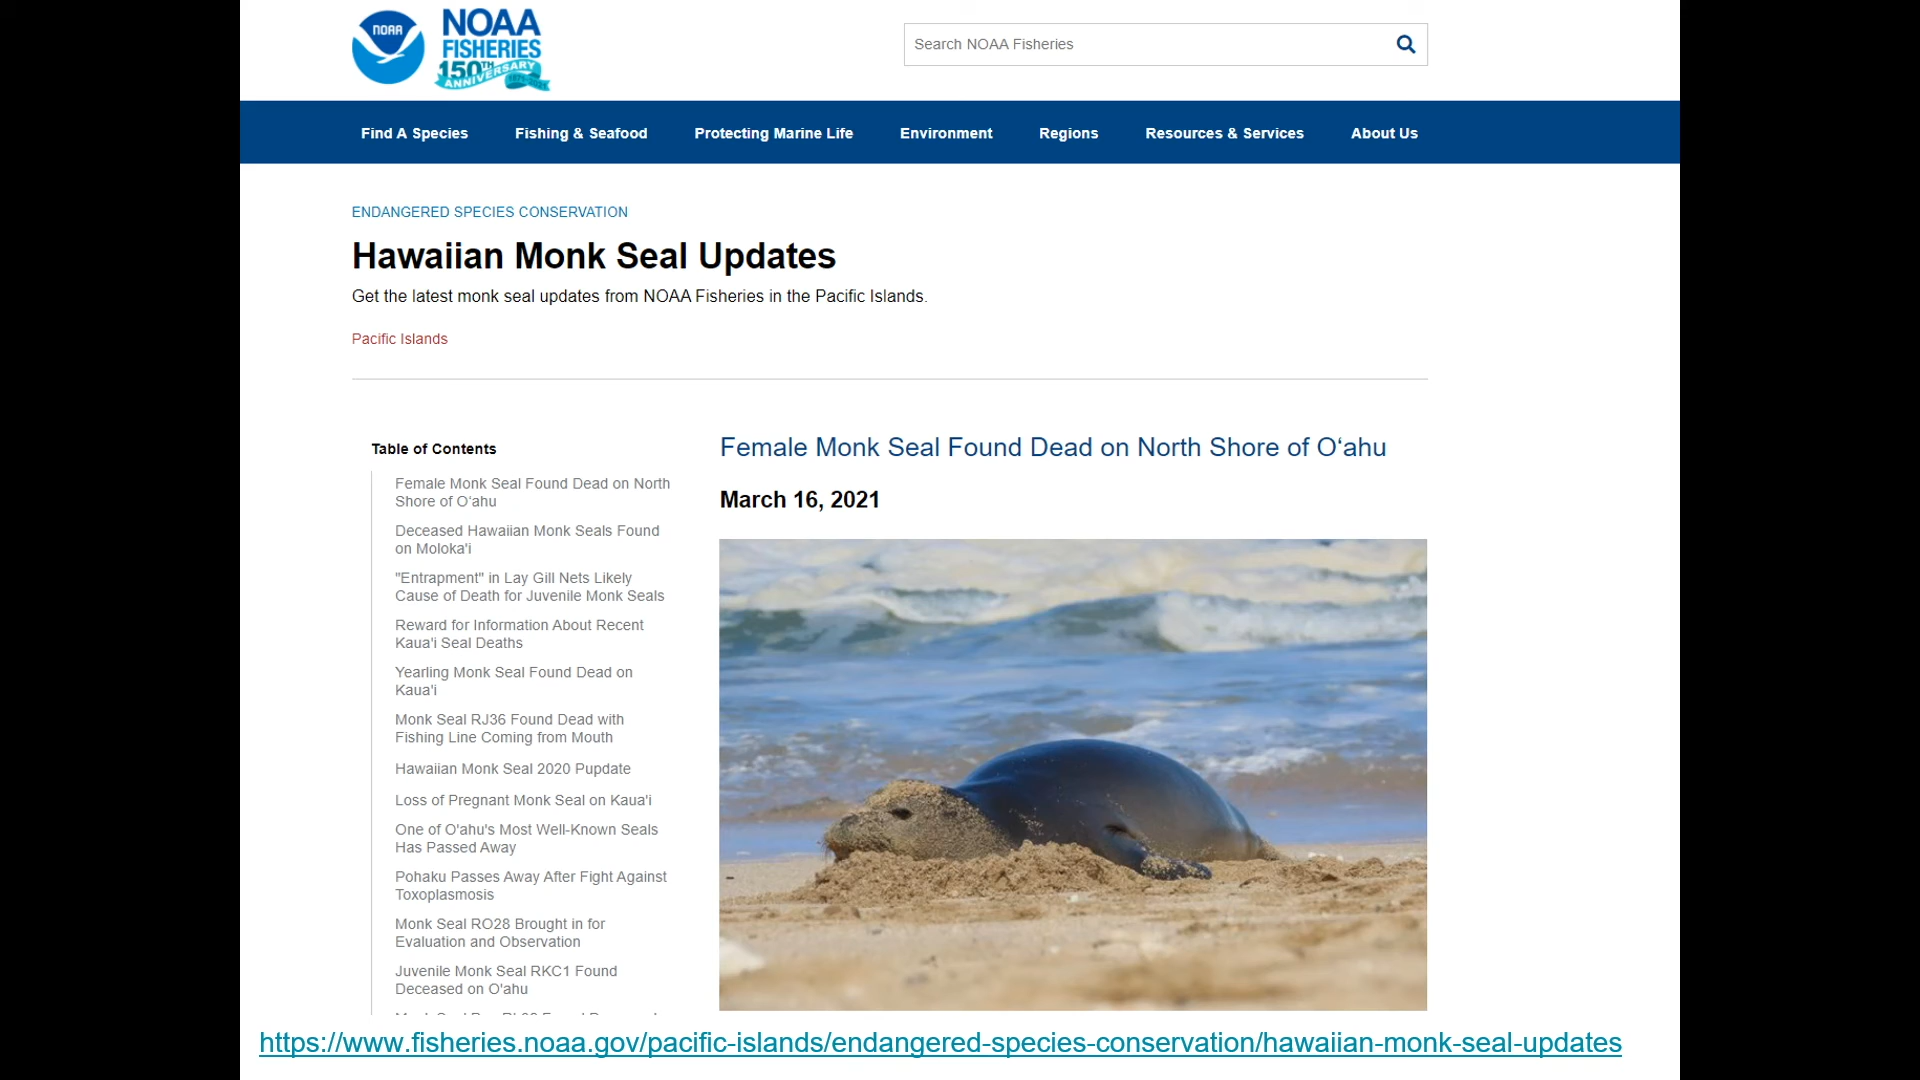 NOAA
NOAA
FISHERIES
150TH
ANNIVERSARY
Search NOAA Fisheries
Find A Species
Fishing & Seafood
Protecting Marine Life
Environment
Regions
Resources & Services
About Us
ENDANGERED SPECIES CONSERVATION
Hawaiian Monk Seal Updates
Get the latest monk seal updates from NOAA Fisheries in the Pacific Islands.
Pacific Islands
Table of Contents
Female Monk Seal Found Dead on North
Shore of Oʻahu
Deceased Hawaiian Monk Seals Found
on Moloka'i
"Entrapment" in Lay Gill Nets Likely
Cause of Death for Juvenile Monk Seals
Reward for Information About Recent
Kaua'i Seal Deaths
Yearling Monk Seal Found Dead on
Kaua'i
Monk Seal RJ36 Found Dead with
Fishing Line Coming from Mouth
Hawaiian Monk Seal 2020 Pupdate
Loss of Pregnant Monk Seal on Kaua'i
One of O'ahu's Most Well-Known Seals
Has Passed Away
Pohaku Passes Away After Fight Against
Toxoplasmosis
Monk Seal RO28 Brought in for
Evaluation and Observation
Juvenile Monk Seal RKC1 Found
Deceased on O'ahu
Female Monk Seal Found Dead on North Shore of Oʻahu
March 16, 2021
https://www.fisheries.noaa.gov/pacific-islands/endangered-species-conservation/hawaiian-monk-seal-updates